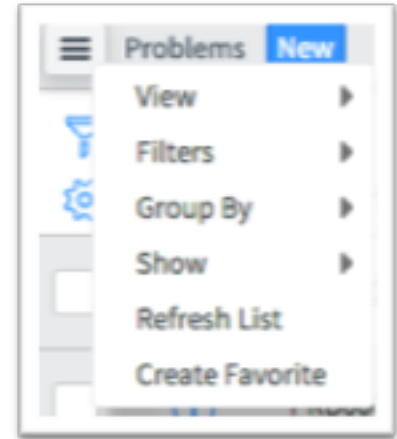 Problems New
View
Filters
Group By
Show
Refresh List
Create Favorite